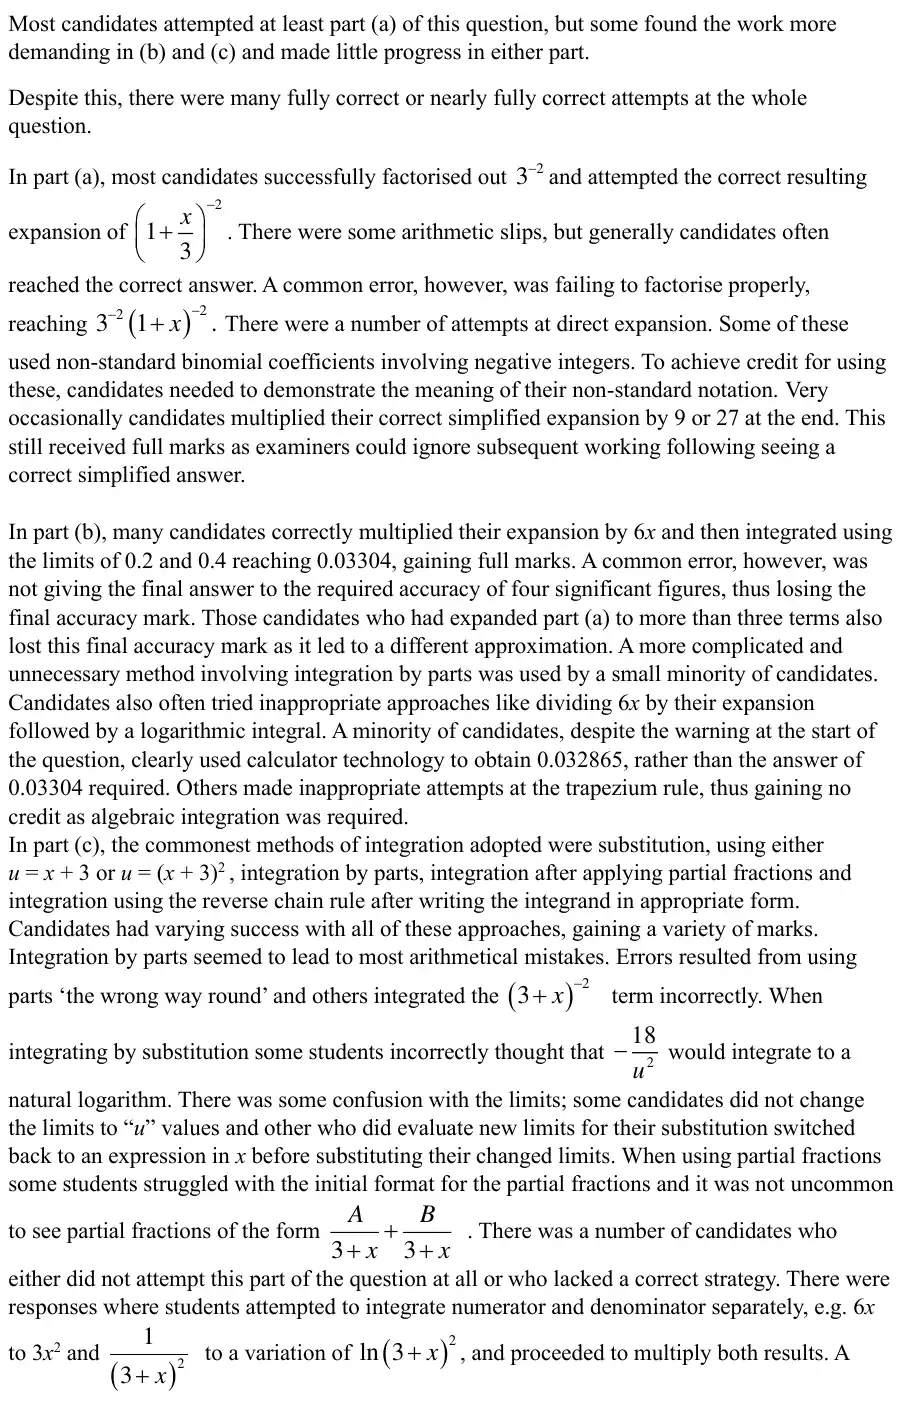 Most candidates attempted at least part (a) of this question, but some found the work more
demanding in (b) and (c) and made little progress in either part.
Despite this, there were many fully correct or nearly fully correct attempts at the whole
question.
In part (a), most candidates successfully factorised out 3⁻² and attempted the correct resulting
expansion of (1 + x/3)⁻² . There were some arithmetic slips, but generally candidates often
reached the correct answer. A common error, however, was failing to factorise properly,
reaching 3⁻²(1 + x)⁻² . There were a number of attempts at direct expansion. Some of these
used non-standard binomial coefficients involving negative integers. To achieve credit for using
these, candidates needed to demonstrate the meaning of their non-standard notation. Very
occasionally candidates multiplied their correct simplified expansion by 9 or 27 at the end. This
still received full marks as examiners could ignore subsequent working following seeing a
correct simplified answer.
In part (b), many candidates correctly multiplied their expansion by 6x and then integrated using
the limits of 0.2 and 0.4 reaching 0.03304, gaining full marks. A common error, however, was
not giving the final answer to the required accuracy of four significant figures, thus losing the
final accuracy mark. Those candidates who had expanded part (a) to more than three terms also
lost this final accuracy mark as it led to a different approximation. A more complicated and
unnecessary method involving integration by parts was used by a small minority of candidates.
Candidates also often tried inappropriate approaches like dividing 6x by their expansion
followed by a logarithmic integral. A minority of candidates, despite the warning at the start of
the question, clearly used calculator technology to obtain 0.032865, rather than the answer of
0.03304 required. Others made inappropriate attempts at the trapezium rule, thus gaining no
credit as algebraic integration was required.
In part (c), the commonest methods of integration adopted were substitution, using either
u = x + 3 or u = (x + 3)² , integration by parts, integration after applying partial fractions and
integration using the reverse chain rule after writing the integrand in appropriate form.
Candidates had varying success with all of these approaches, gaining a variety of marks.
Integration by parts seemed to lead to most arithmetical mistakes. Errors resulted from using
parts ‘the wrong way round’ and others integrated the (3 + x)⁻² term incorrectly. When
integrating by substitution some students incorrectly thought that −18/u² would integrate to a
natural logarithm. There was some confusion with the limits; some candidates did not change
the limits to “u” values and other who did evaluate new limits for their substitution switched
back to an expression in x before substituting their changed limits. When using partial fractions
some students struggled with the initial format for the partial fractions and it was not uncommon
to see partial fractions of the form A/(3 + x) + B/(3 + x) . There was a number of candidates who
either did not attempt this part of the question at all or who lacked a correct strategy. There were
responses where students attempted to integrate numerator and denominator separately, e.g. 6x
to 3x² and 1/(3 + x)² to a variation of ln(3 + x)² , and proceeded to multiply both results. A